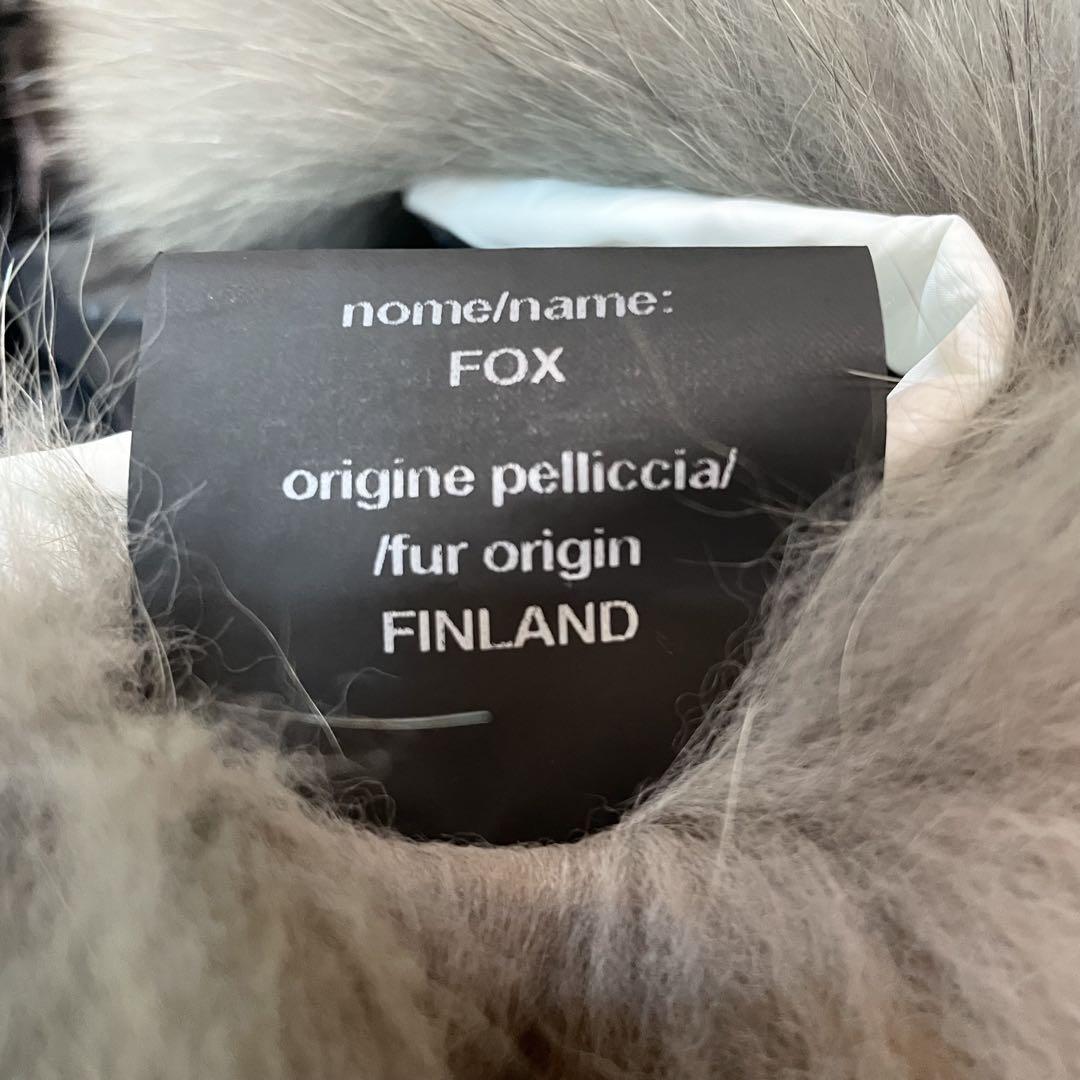 nome/name:
FOX
origine pelliccia/
/fur origin
FINLAND